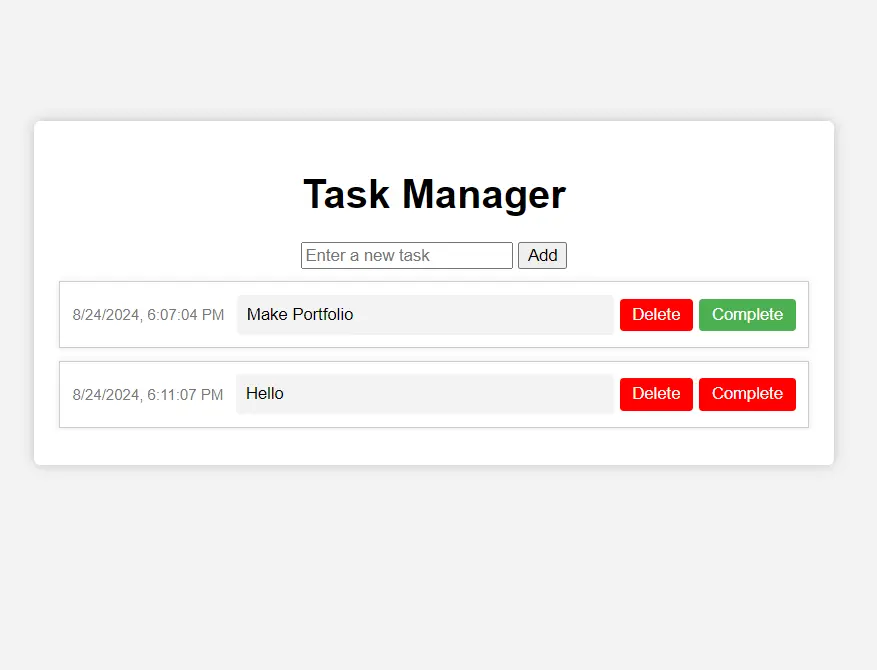 Task Manager
Enter a new task Add
8/24/2024, 6:07:04 PM Make Portfolio Delete Complete
8/24/2024, 6:11:07 PM Hello Delete Complete